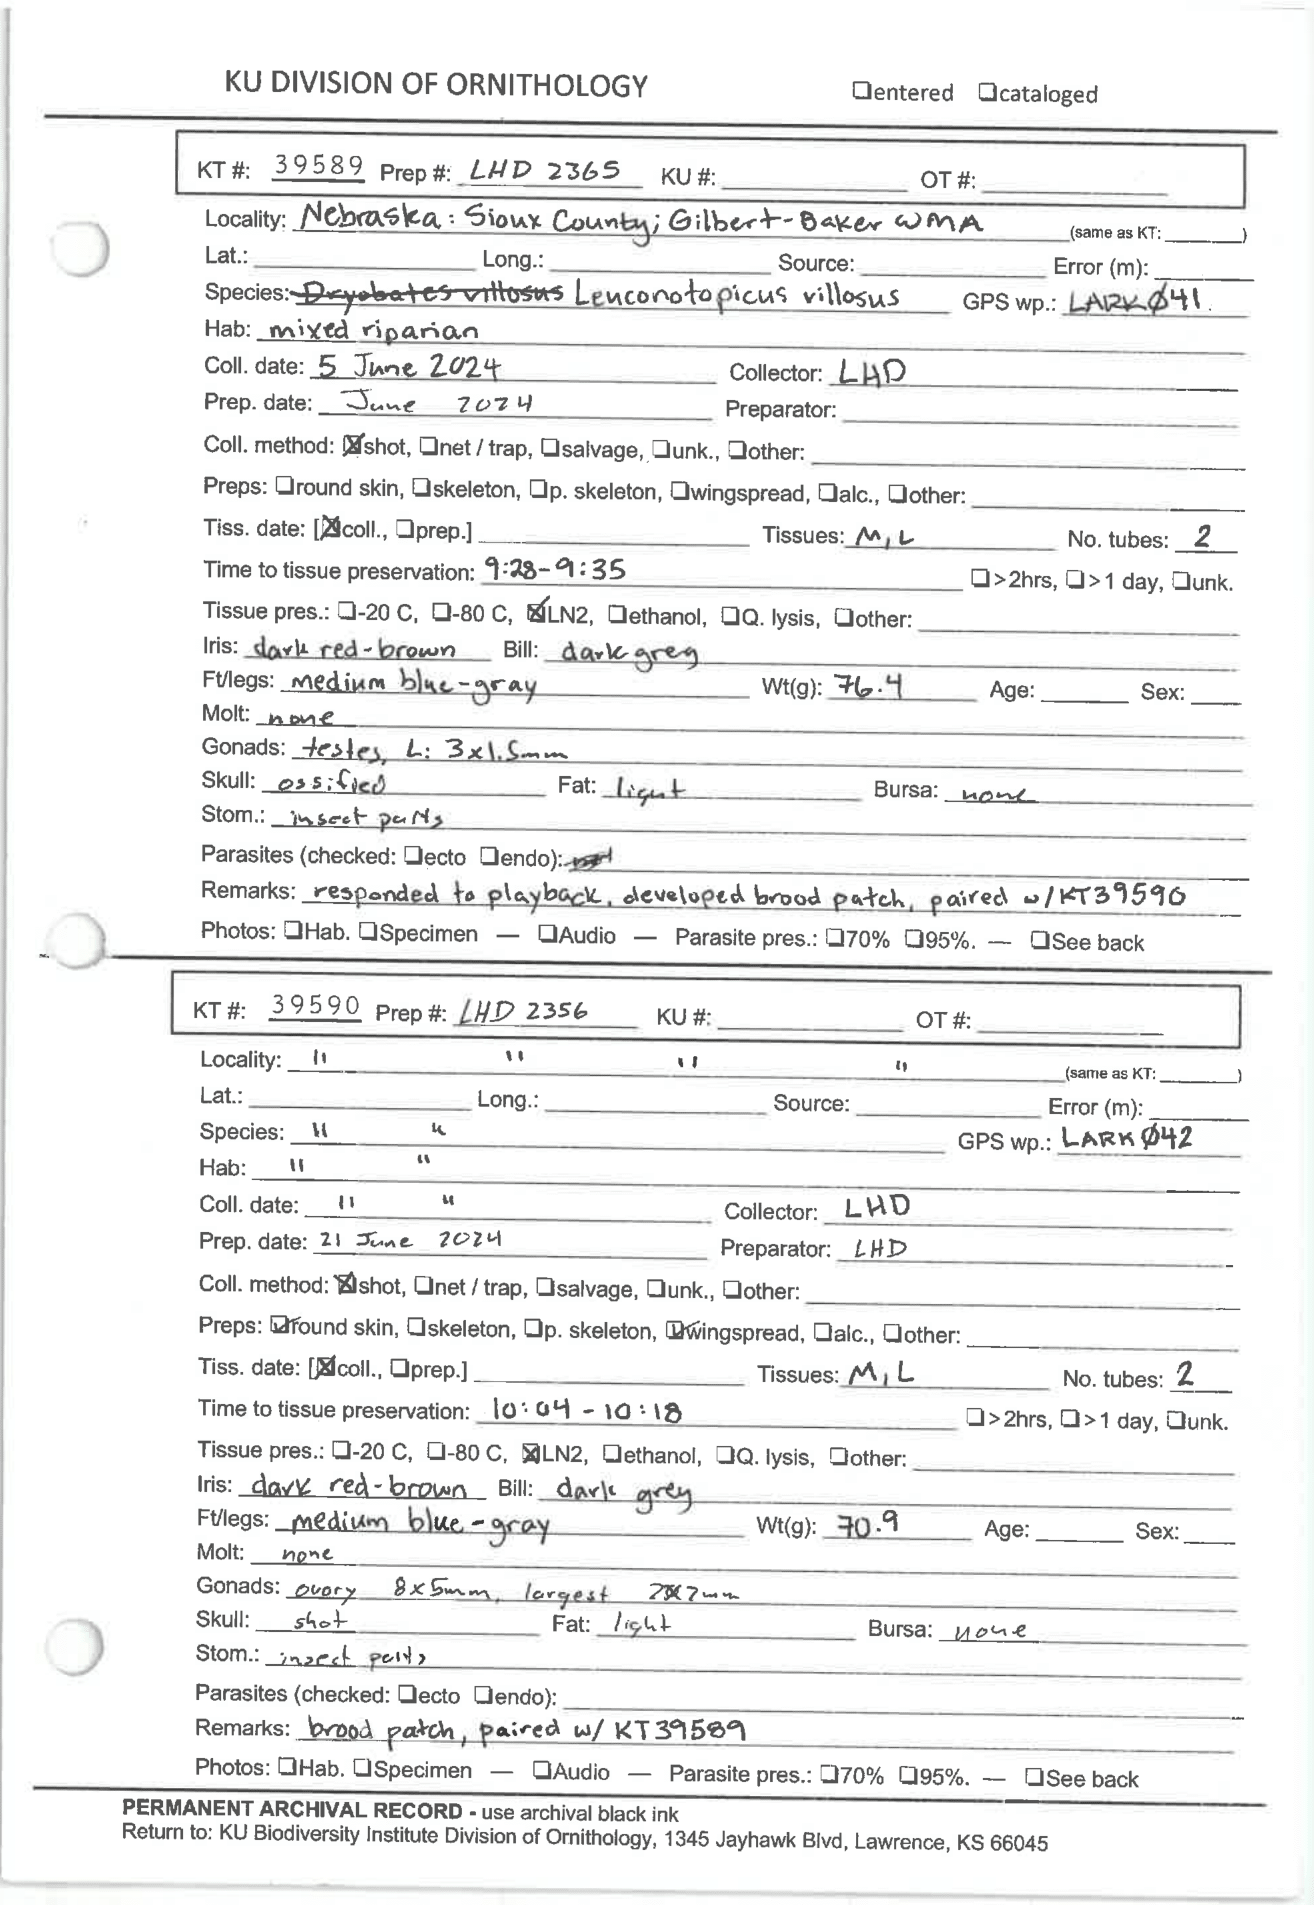 KU DIVISION OF ORNITHOLOGY ☐entered ☐cataloged
KT #: 39589 Prep #: LHD 2365 KU #: OT #:
Locality: Nebraska: Sioux County; Gilbert-Baker WMA (same as KT: )
Lat.: Long.: Source: Error (m):
Species: Dryobates villosus Leuconotopicus villosus GPS wp.: LARKØ41
Hab: mixed riparian
Coll. date: 5 June 2024 Collector: LHD
Prep. date: June 2024 Preparator:
Coll. method: ☒shot, ☐net / trap, ☐salvage, ☐unk., ☐other:
Preps: ☐round skin, ☐skeleton, ☐p. skeleton, ☐wingspread, ☐alc., ☐other:
Tiss. date: [☒coll., ☐prep.] Tissues: M, L No. tubes: 2
Time to tissue preservation: 9:28-9:35 ☐>2hrs, ☐>1 day, ☐unk.
Tissue pres.: ☐-20 C, ☐-80 C, ☒LN2, ☐ethanol, ☐Q. lysis, ☐other:
Iris: dark red-brown Bill: dark grey
Ft/legs: medium blue-gray Wt(g): 76.4 Age: Sex:
Molt: none
Gonads: testes, L: 3x1.5mm
Skull: ossified Fat: light Bursa: none
Stom.: insect parts
Parasites (checked: ☐ecto ☐endo):
Remarks: responded to playback, developed brood patch, paired w/KT39590
Photos: ☐Hab. ☐Specimen — ☐Audio — Parasite pres.: ☐70% ☐95%. — ☐See back
KT #: 39590 Prep #: LHD 2356 KU #: OT #:
Locality: " " " " (same as KT: )
Lat.: Long.: Source: Error (m):
Species: " " GPS wp.: LARKØ42
Hab: " "
Coll. date: " " Collector: LHD
Prep. date: 21 June 2024 Preparator: LHD
Coll. method: ☒shot, ☐net / trap, ☐salvage, ☐unk., ☐other:
Preps: ☑round skin, ☐skeleton, ☐p. skeleton, ☑wingspread, ☐alc., ☐other:
Tiss. date: [☒coll., ☐prep.] Tissues: M, L No. tubes: 2
Time to tissue preservation: 10:04 - 10:18 ☐>2hrs, ☐>1 day, ☐unk.
Tissue pres.: ☐-20 C, ☐-80 C, ☒LN2, ☐ethanol, ☐Q. lysis, ☐other:
Iris: dark red-brown Bill: dark grey
Ft/legs: medium blue-gray Wt(g): 70.9 Age: Sex:
Molt: none
Gonads: ovary 8x5mm, largest
Skull: shot Fat: light Bursa: none
Stom.: insect parts
Parasites (checked: ☐ecto ☐endo):
Remarks: brood patch, paired w/ KT39589
Photos: ☐Hab. ☐Specimen — ☐Audio — Parasite pres.: ☐70% ☐95%. — ☐See back
PERMANENT ARCHIVAL RECORD - use archival black ink
Return to: KU Biodiversity Institute Division of Ornithology, 1345 Jayhawk Blvd, Lawrence, KS 66045